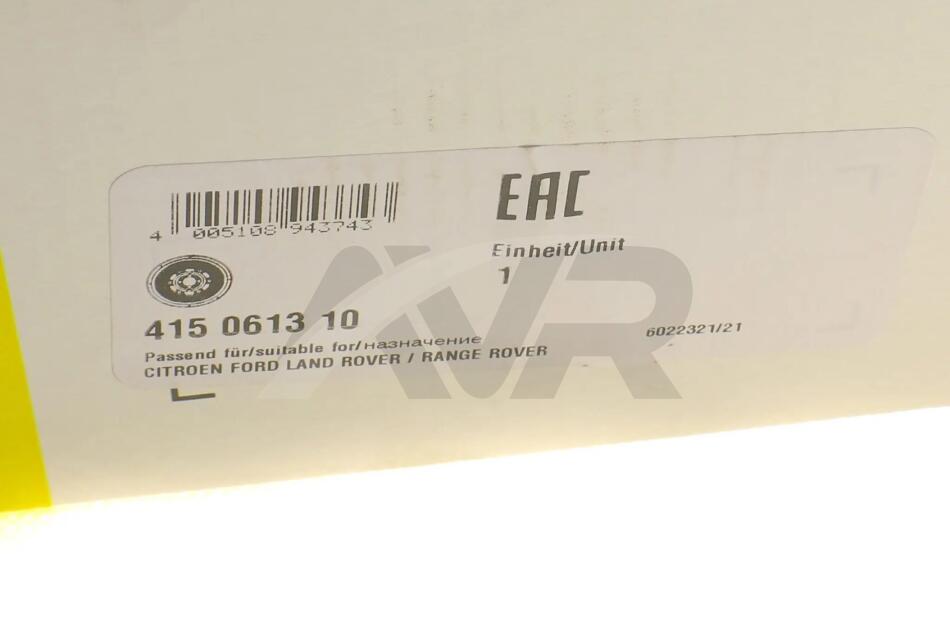 EAC
4 005108 943743
Einheit/Unit
1
415 0613 10
6022321/21
Passend für/suitable for/назначение
CITROEN FORD LAND ROVER / RANGE ROVER
AVR